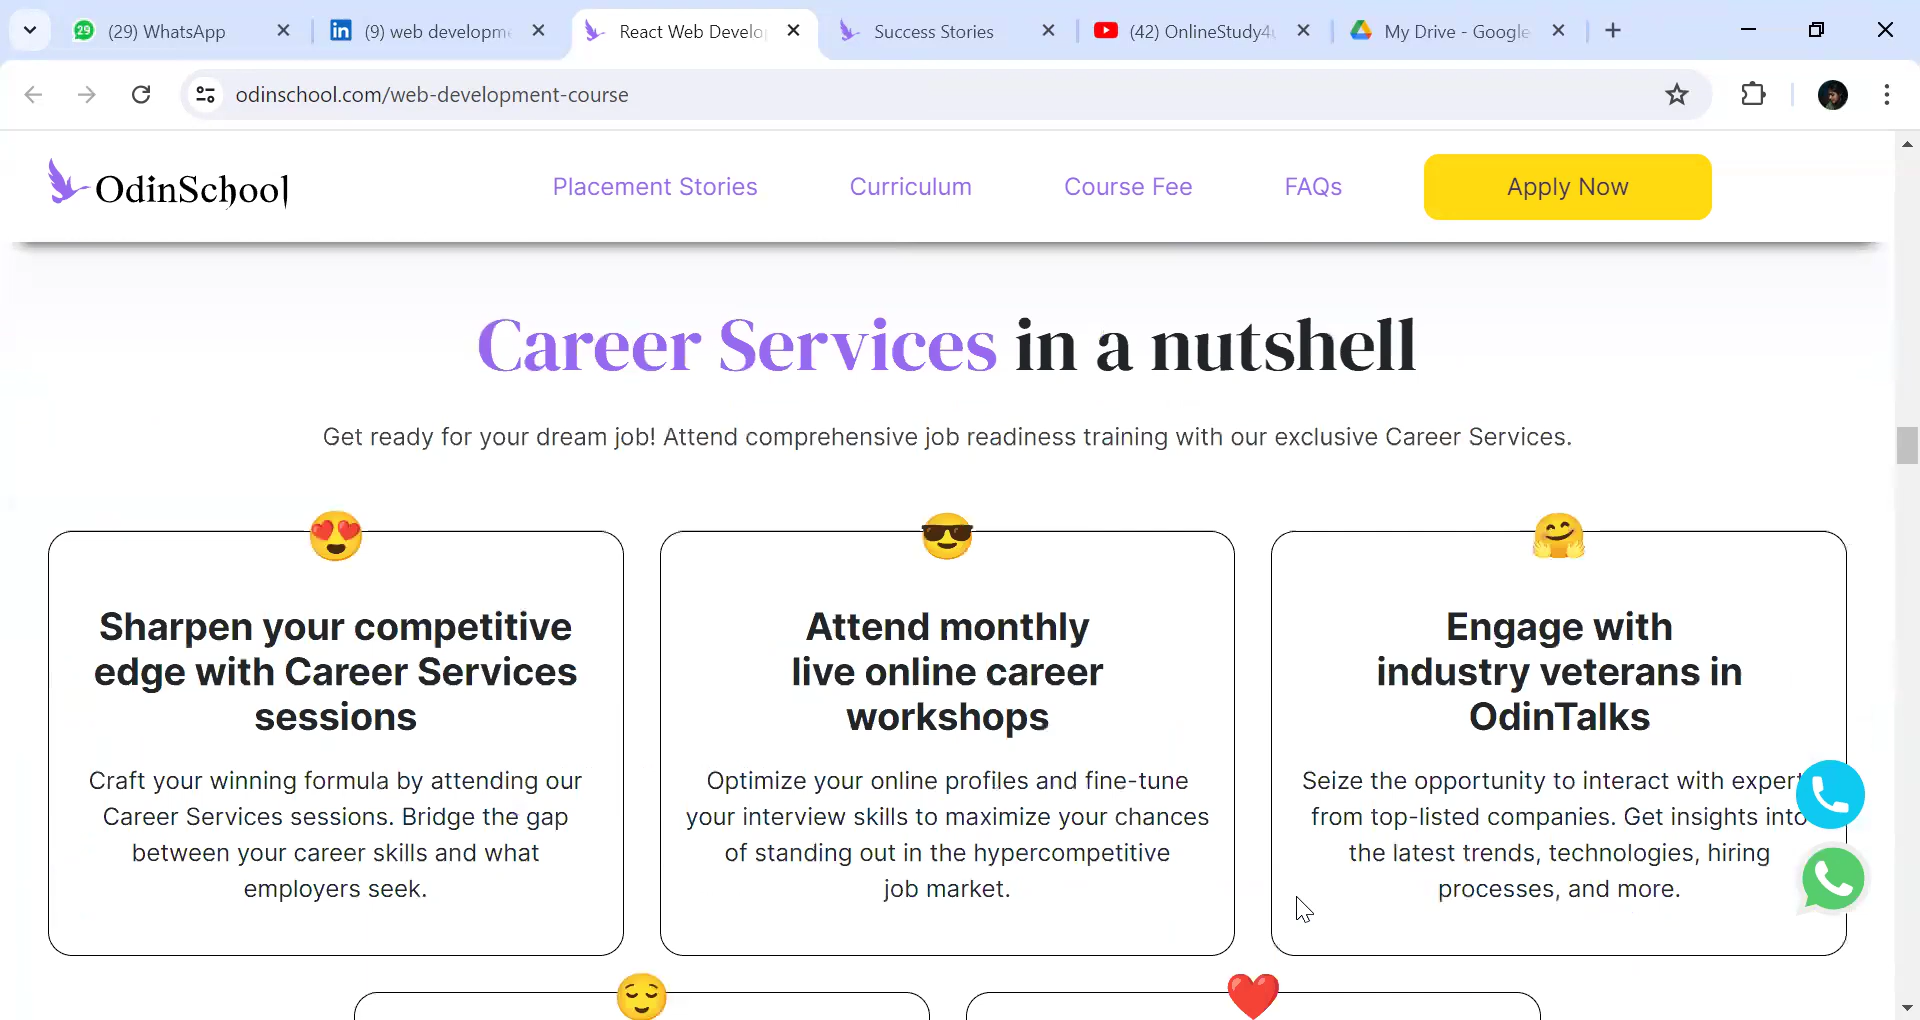 29
(29) WhatsApp
(9) web developm
React Web Develo
Success Stories
(42) OnlineStudy4
My Drive - Google
odinschool.com/web-development-course
OdinSchool
Placement Stories
Curriculum
Course Fee
FAQs
Apply Now
Career Services in a nutshell
Get ready for your dream job! Attend comprehensive job readiness training with our exclusive Career Services.
Sharpen your competitive
edge with Career Services
sessions
Craft your winning formula by attending our
Career Services sessions. Bridge the gap
between your career skills and what
employers seek.
Attend monthly
live online career
workshops
Optimize your online profiles and fine-tune
your interview skills to maximize your chances
of standing out in the hypercompetitive
job market.
Engage with
industry veterans in
OdinTalks
Seize the opportunity to interact with expert
from top-listed companies. Get insights into
the latest trends, technologies, hiring
processes, and more.